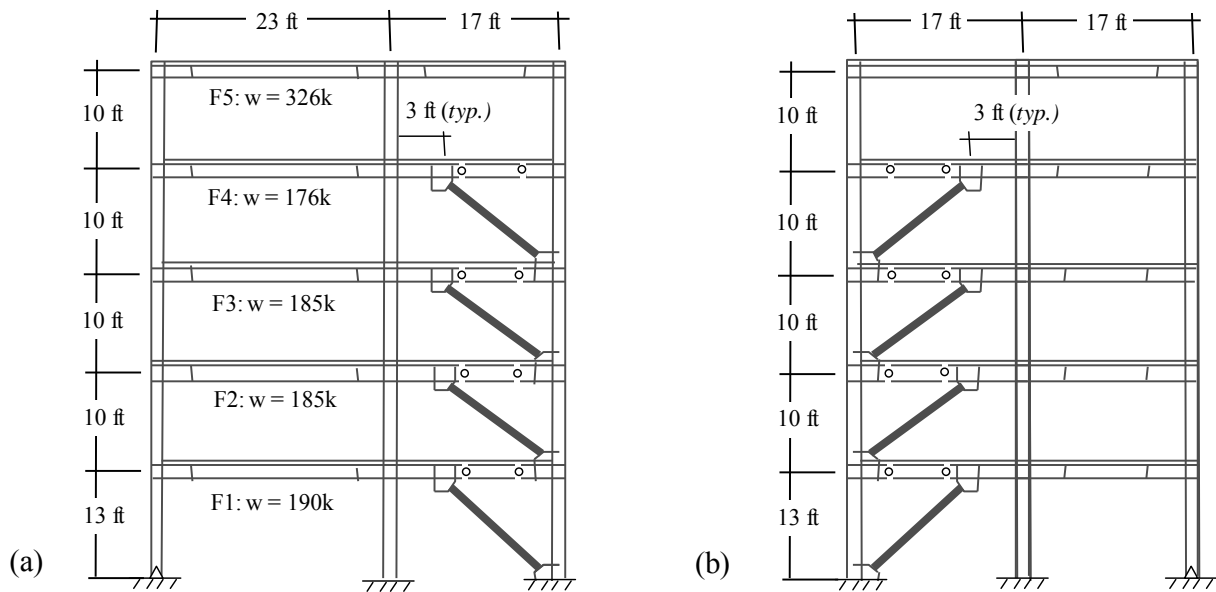 23 ft
17 ft
10 ft
F5: w = 326k
3 ft (typ.)
10 ft
F4: w = 176k
10 ft
F3: w = 185k
10 ft
F2: w = 185k
13 ft
F1: w = 190k
(a)
17 ft
17 ft
10 ft
3 ft (typ.)
10 ft
10 ft
10 ft
13 ft
(b)